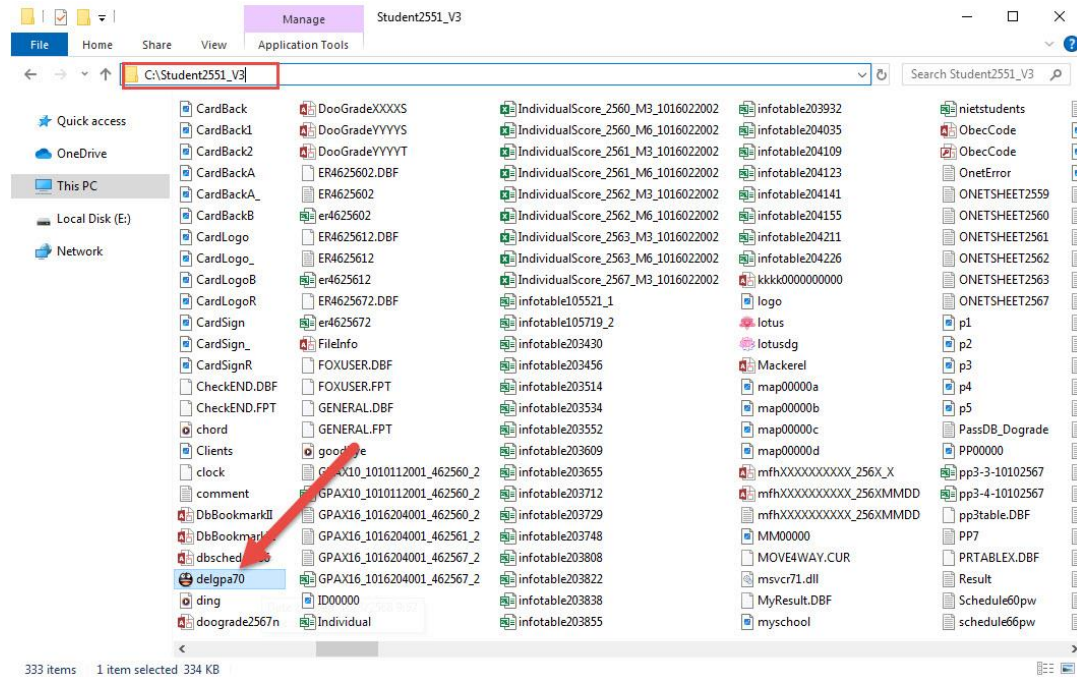 Manage
Student2551_V3
File
Home
Share
View
Application Tools
C:\Student2551_V3
Search Student2551_V3
Quick access
OneDrive
This PC
Local Disk (E:)
Network
CardBack
CardBack1
CardBack2
CardBackA
CardBackA_
CardBackB
CardLogo
CardLogo_
CardLogoB
CardLogoR
CardSign
CardSign_
CardSignR
CheckEND.DBF
CheckEND.FPT
chord
Clients
clock
comment
DbBookmarkII
delgpa70
ding
doograde2567n
DooGradeXXXXS
DooGradeYYYYS
DooGradeYYYYT
ER4625602.DBF
ER4625602
er4625602
ER4625612.DBF
ER4625612
er4625612
ER4625672.DBF
er4625672
FileInfo
FOXUSER.DBF
FOXUSER.FPT
GENERAL.DBF
GENERAL.FPT
GPAX10_1010112001_462560_2
GPAX10_1010112001_462560_2
GPAX16_1016204001_462560_2
GPAX16_1016204001_462561_2
GPAX16_1016204001_462567_2
GPAX16_1016204001_462567_2
ID00000
Individual
IndividualScore_2560_M3_1016022002
IndividualScore_2560_M6_1016022002
IndividualScore_2561_M3_1016022002
IndividualScore_2561_M6_1016022002
IndividualScore_2562_M3_1016022002
IndividualScore_2562_M6_1016022002
IndividualScore_2563_M3_1016022002
IndividualScore_2563_M6_1016022002
IndividualScore_2567_M3_1016022002
infotable105521_1
infotable105719_2
infotable203430
infotable203456
infotable203514
infotable203534
infotable203552
infotable203609
infotable203655
infotable203712
infotable203729
infotable203748
infotable203808
infotable203822
infotable203838
infotable203855
infotable203932
infotable204035
infotable204109
infotable204123
infotable204141
infotable204155
infotable204211
infotable204226
kkkk0000000000
logo
lotus
lotusdg
Mackerel
map00000a
map00000b
map00000c
map00000d
mfhXXXXXXXXXX_256X_X
mfhXXXXXXXXXX_256XMMDD
mfhXXXXXXXXXX_256XMMDD
MM00000
MOVE4WAY.CUR
msvcr71.dll
MyResult.DBF
myschool
nietstudents
ObecCode
ObecCode
OnetError
ONETSHEET2559
ONETSHEET2560
ONETSHEET2561
ONETSHEET2562
ONETSHEET2563
ONETSHEET2567
p1
p2
p3
p4
p5
PassDB_Dograde
PP00000
pp3-3-10102567
pp3-4-10102567
pp3table.DBF
PP7
PRTABLEX.DBF
Result
Schedule60pw
schedule66pw
333 items
1 item selected 334 KB